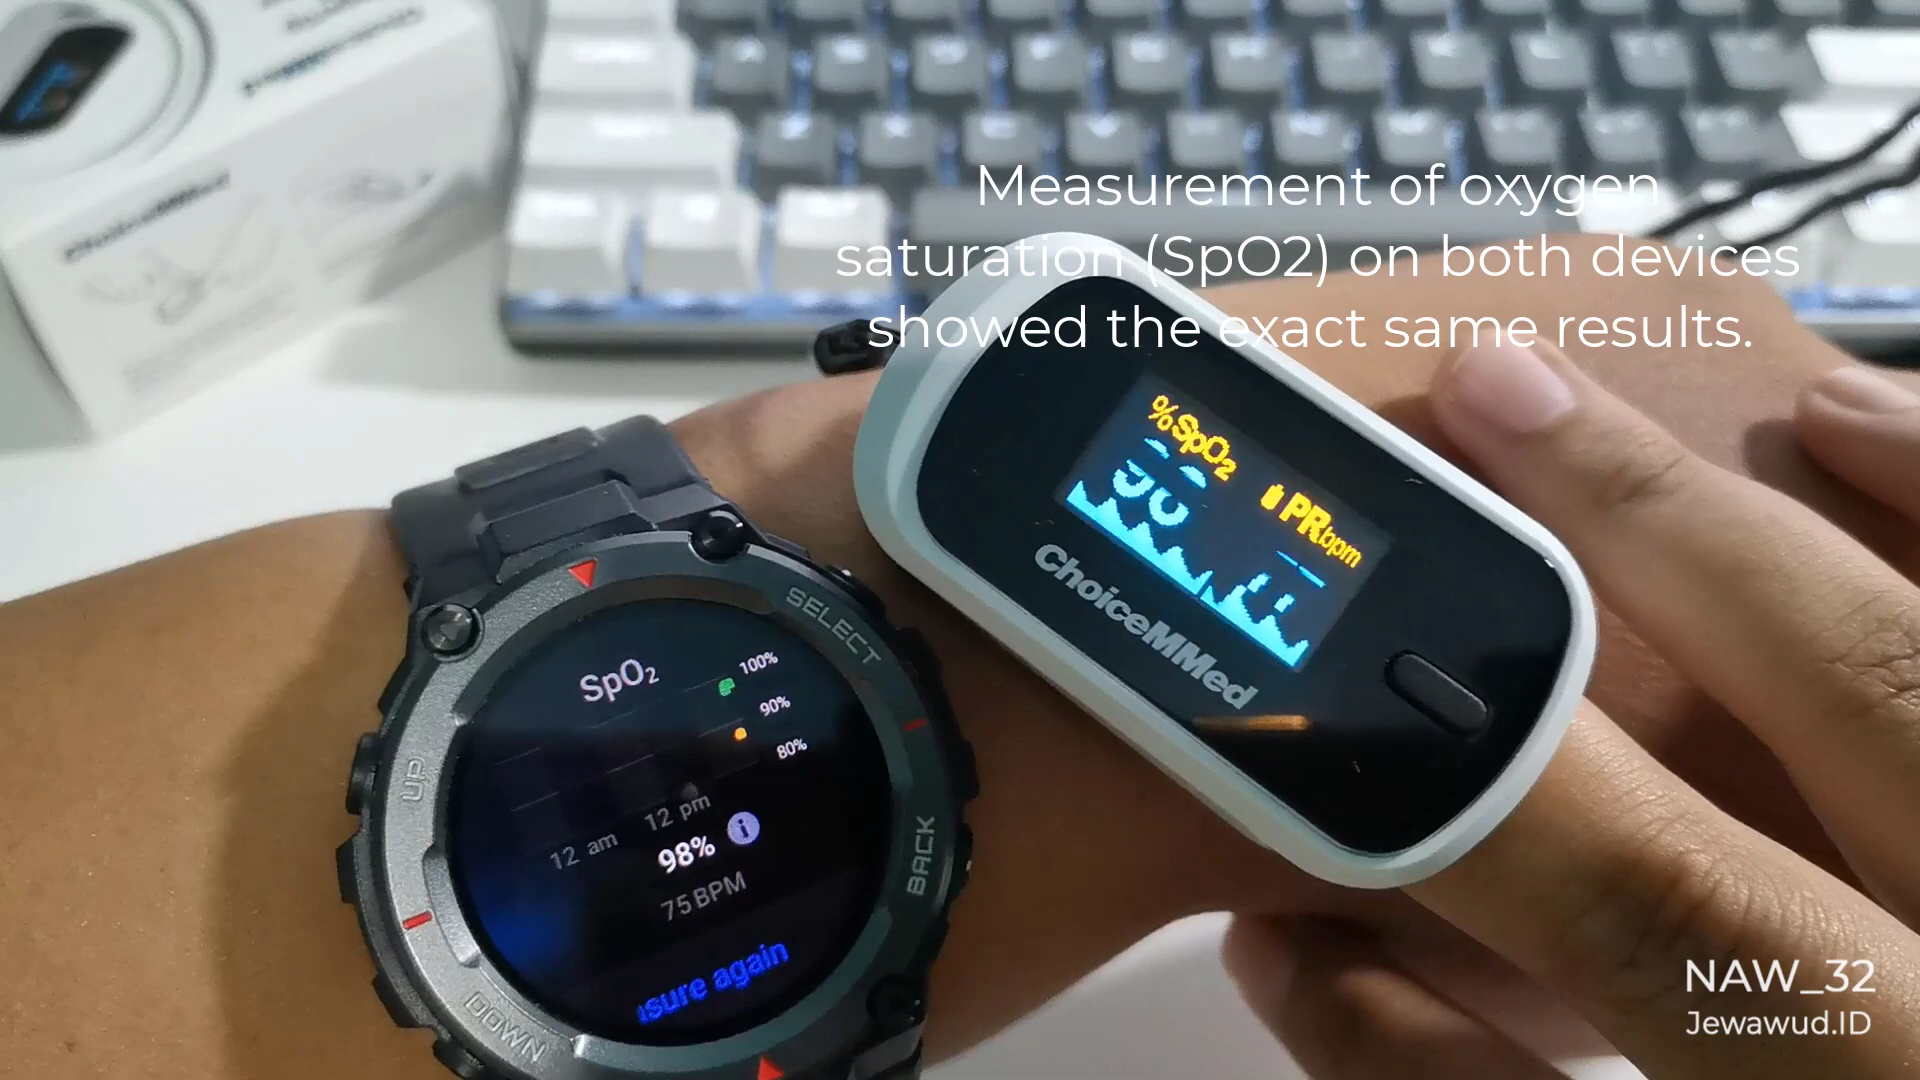 Measurement of oxygen
saturation (SpO2) on both devices
showed the exact same results.
%SpO2
PRbpm
ChoiceMMed
SELECT
UP
BACK
DOWN
SpO2
100%
90%
80%
12 am
12 pm
98%
75 BPM
sure again
NAW_32
Jewawud.ID